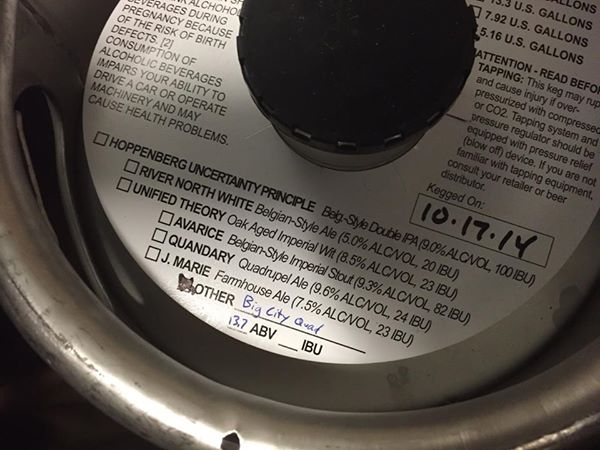 ALCHOHO
BEVERAGES DURING
PREGNANCY BECAUSE
OF THE RISK OF BIRTH
DEFECTS. [2]
CONSUMPTION OF
ALCOHOLIC BEVERAGES
IMPAIRS YOUR ABILITY TO
DRIVE A CAR OR OPERATE
MACHINERY AND MAY
CAUSE HEALTH PROBLEMS.
13.3 U.S. GALLONS
7.92 U.S. GALLONS
5.16 U.S. GALLONS
ATTENTION - READ BEFO
TAPPING: This keg may rup
and cause injury if over-
pressurized with compressed
or CO2. Tapping system and
pressure regulator should be
equipped with pressure relief
(blow off) device. If you are not
familiar with tapping equipment,
consult your retailer or beer
distributor.
Kegged On:
10.17.14
HOPPENBERG UNCERTAINTY PRINCIPLE Belg-Style Double IPA (9.0% ALC/VOL, 100 IBU)
RIVER NORTH WHITE Belgian-Style Ale (5.0% ALC/VOL, 20 IBU)
UNIFIED THEORY Oak Aged Imperial Wit (8.5% ALC/VOL, 23 IBU)
AVARICE Belgian-Style Imperial Stout (9.3% ALC/VOL, 82 IBU)
QUANDARY Quadrupel Ale (9.6% ALC/VOL, 24 IBU)
J. MARIE Farmhouse Ale (7.5% ALC/VOL, 23 IBU)
OTHER Big City Quad
13.7 ABV __ IBU